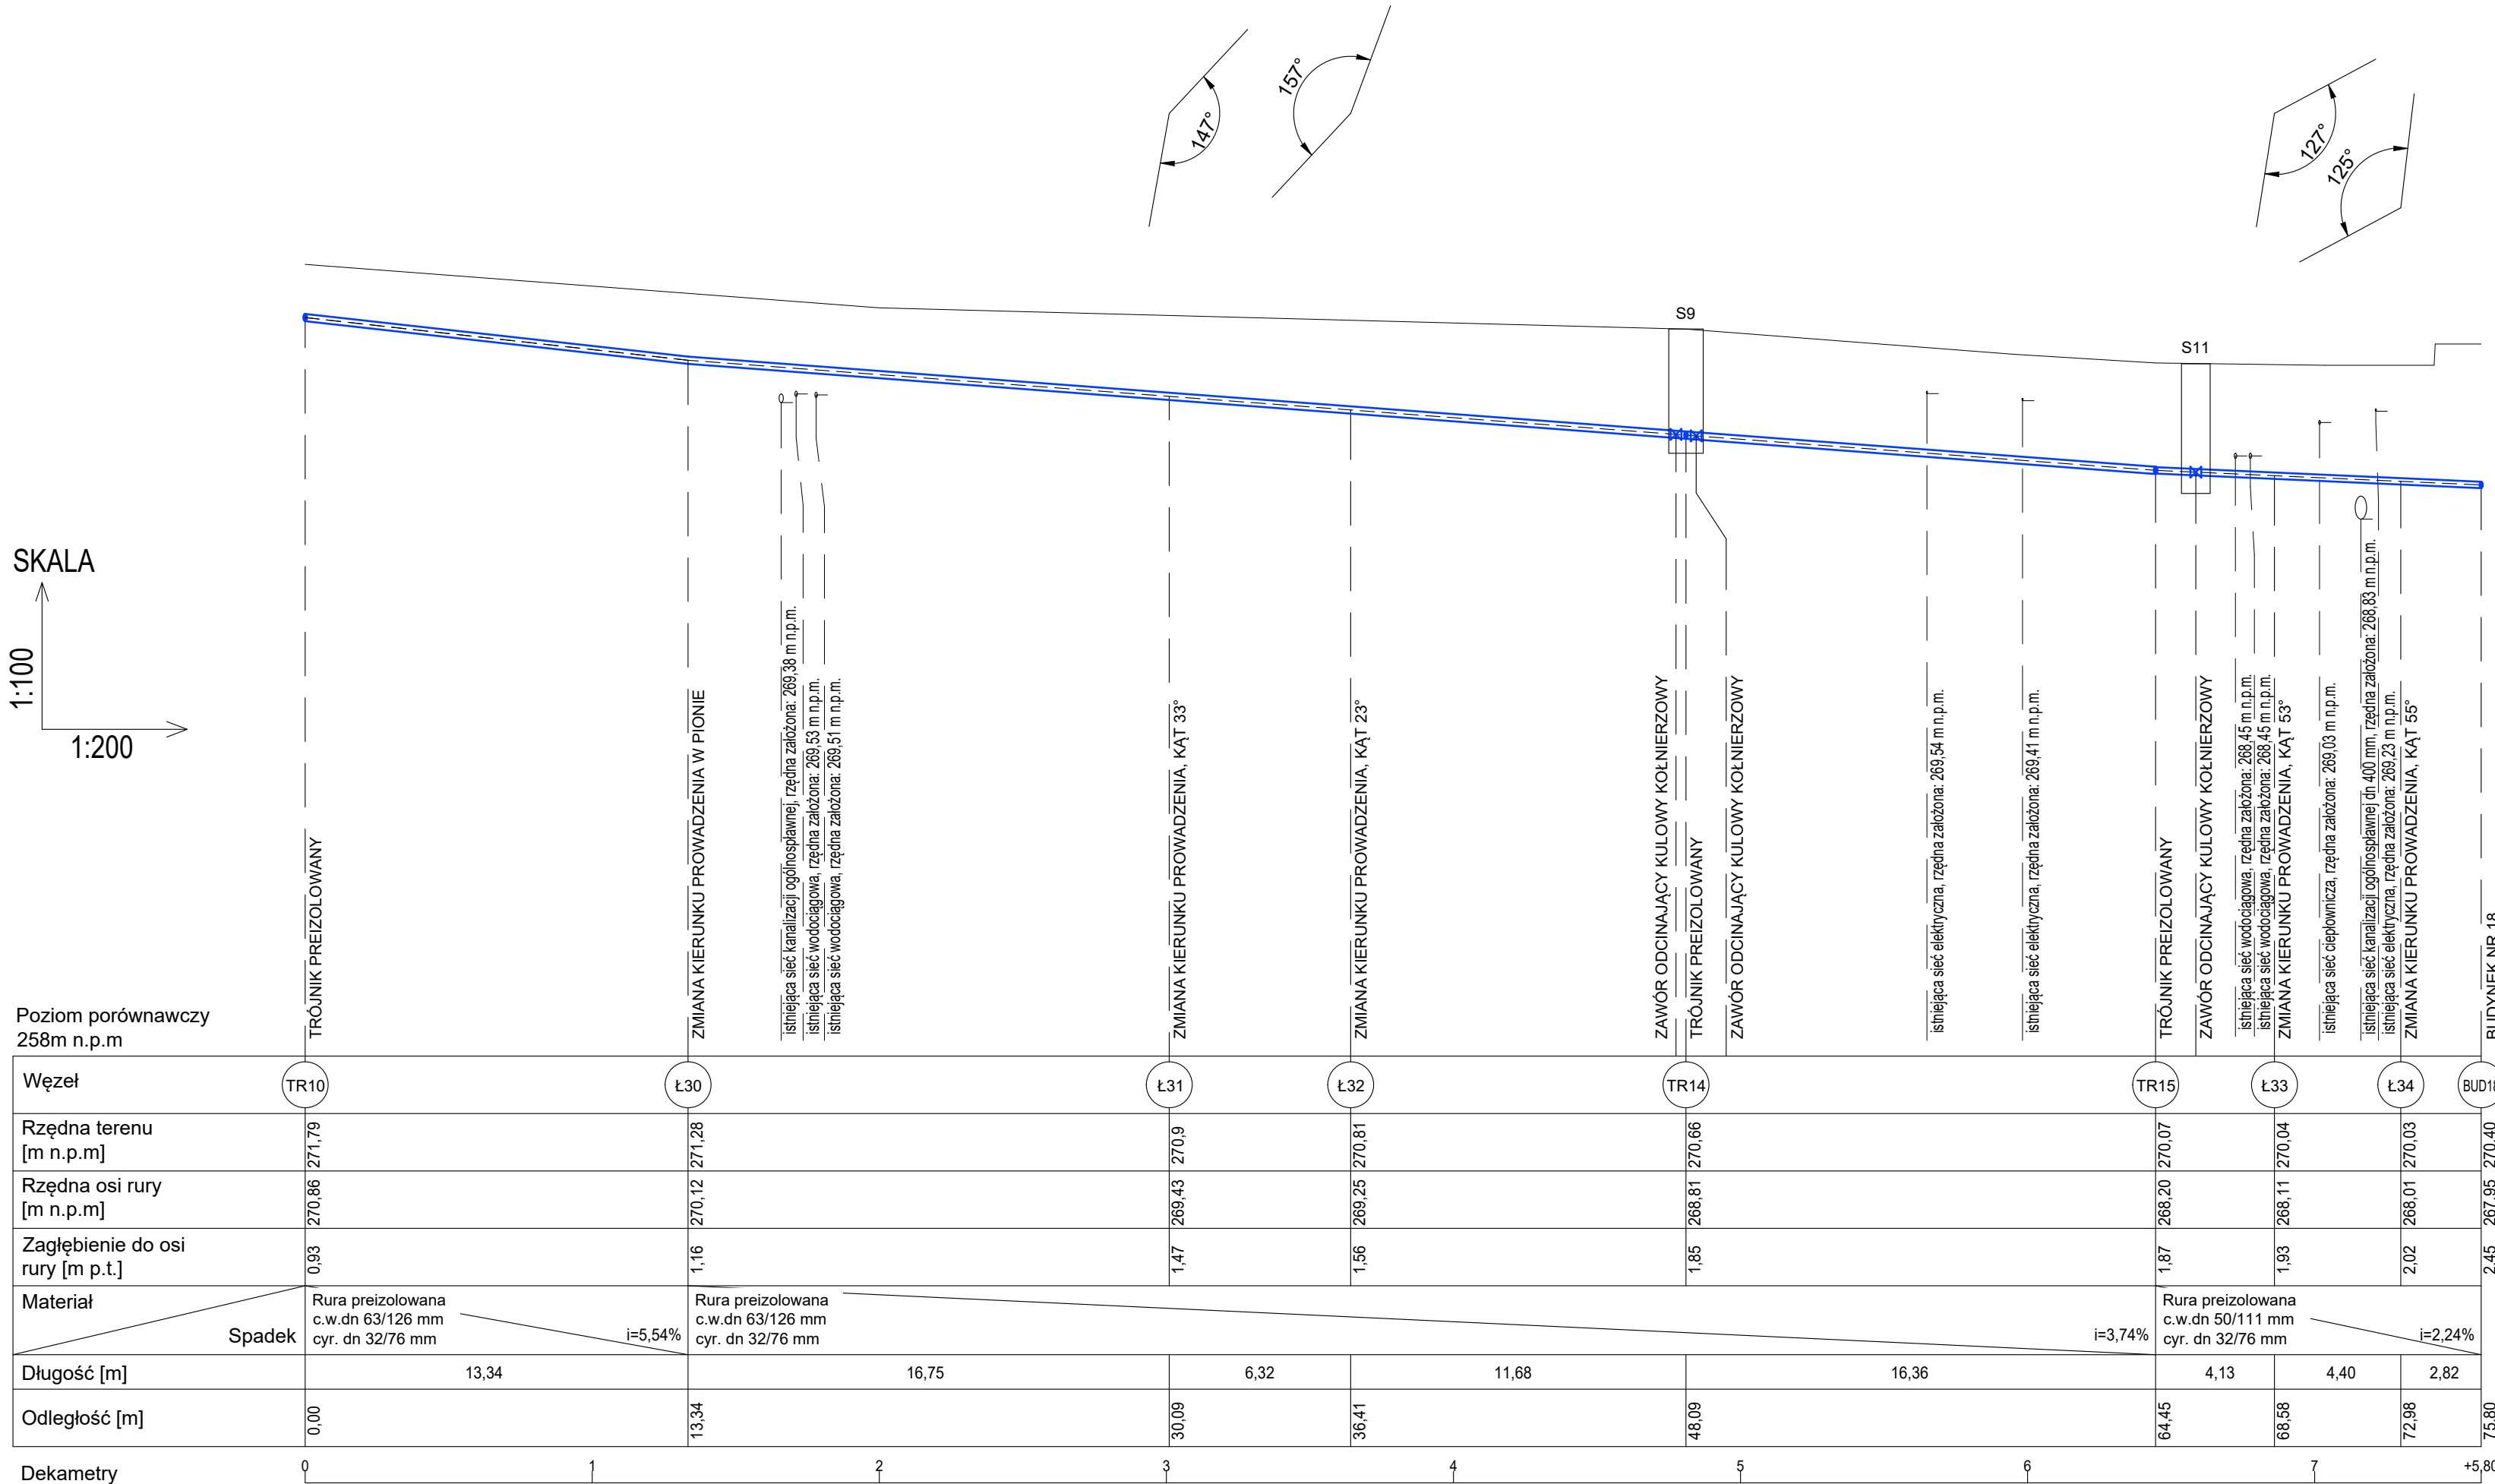 147°
157°
127°
125°
S9
S11
SKALA
1:100
1:200
TRÓJNIK PREIZOLOWANY
ZMIANA KIERUNKU PROWADZENIA W PIONIE
istniejąca sieć kanalizacji ogólnospławnej, rzędna założona: 269,38 m n.p.m.
istniejąca sieć wodociągowa, rzędna założona: 269,53 m n.p.m.
istniejąca sieć wodociągowa, rzędna założona: 269,51 m n.p.m.
ZMIANA KIERUNKU PROWADZENIA, KĄT 33°
ZMIANA KIERUNKU PROWADZENIA, KĄT 23°
ZAWÓR ODCINAJĄCY KULOWY KOŁNIERZOWY
TRÓJNIK PREIZOLOWANY
ZAWÓR ODCINAJĄCY KULOWY KOŁNIERZOWY
istniejąca sieć elektryczna, rzędna założona: 269,54 m n.p.m.
istniejąca sieć elektryczna, rzędna założona: 269,41 m n.p.m.
TRÓJNIK PREIZOLOWANY
ZAWÓR ODCINAJĄCY KULOWY KOŁNIERZOWY
istniejąca sieć wodociągowa, rzędna założona: 268,45 m n.p.m.
istniejąca sieć wodociągowa, rzędna założona: 268,45 m n.p.m.
ZMIANA KIERUNKU PROWADZENIA, KĄT 53°
istniejąca sieć ciepłownicza, rzędna założona: 269,03 m n.p.m.
istniejąca sieć kanalizacji ogólnospławnej dn 400 mm, rzędna założona: 268,83 m n.p.m.
istniejąca sieć elektryczna, rzędna założona: 269,23 m n.p.m.
ZMIANA KIERUNKU PROWADZENIA, KĄT 55°
BUDYNEK NR 18
Poziom porównawczy
258m n.p.m
Węzeł TR10 Ł30 Ł31 Ł32 TR14 TR15 Ł33 Ł34 BUD18
Rzędna terenu
[m n.p.m]
271,79 271,28 270,9 270,81 270,66 270,07 270,04 270,03 270,40
Rzędna osi rury
[m n.p.m]
270,86 270,12 269,43 269,25 268,81 268,20 268,11 268,01 267,95
Zagłębienie do osi
rury [m p.t.]
0,93 1,16 1,47 1,56 1,85 1,87 1,93 2,02 2,45
Materiał
Spadek
Rura preizolowana
c.w.dn 63/126 mm
cyr. dn 32/76 mm
i=5,54%
Rura preizolowana
c.w.dn 63/126 mm
cyr. dn 32/76 mm
i=3,74%
Rura preizolowana
c.w.dn 50/111 mm
cyr. dn 32/76 mm
i=2,24%
Długość [m] 13,34 16,75 6,32 11,68 16,36 4,13 4,40 2,82
Odległość [m] 0,00 13,34 30,09 36,41 48,09 64,45 68,58 72,98 75,80
Dekametry 0 1 2 3 4 5 6 7 +5,80